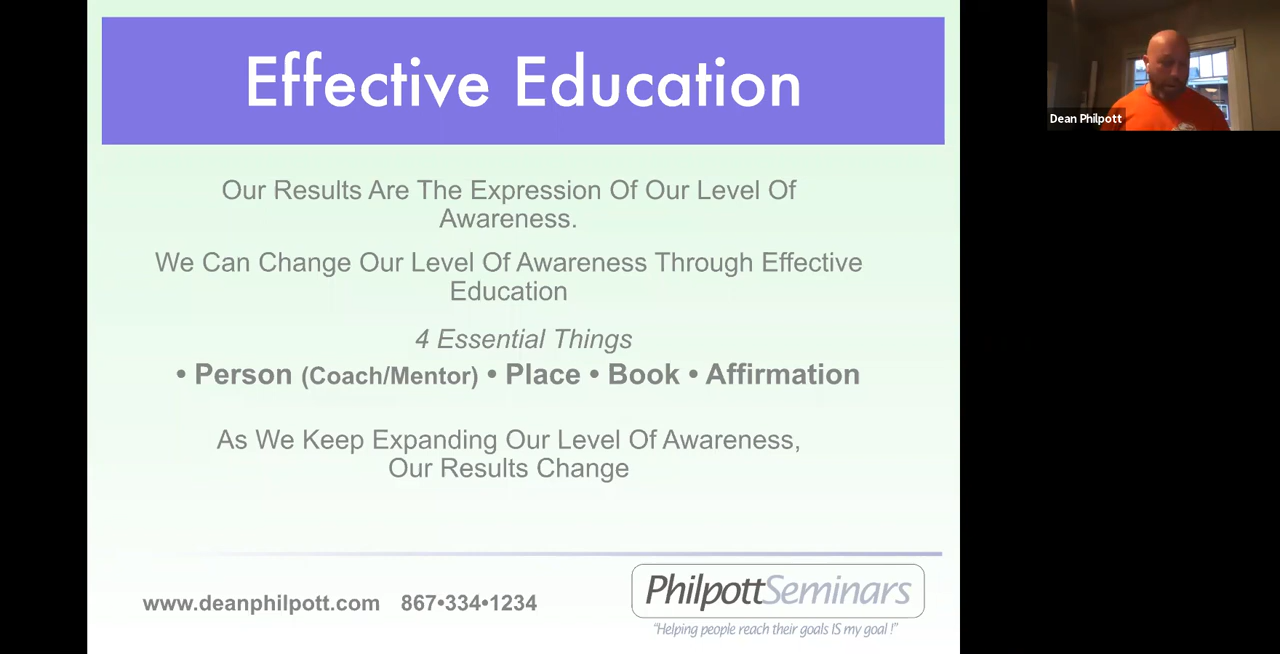 Effective Education
Our Results Are The Expression Of Our Level Of
Awareness.
We Can Change Our Level Of Awareness Through Effective
Education
4 Essential Things
• Person (Coach/Mentor) • Place • Book • Affirmation
As We Keep Expanding Our Level Of Awareness,
Our Results Change
www.deanphilpott.com 867•334•1234
PhilpottSeminars
"Helping people reach their goals IS my goal !"
Dean Philpott